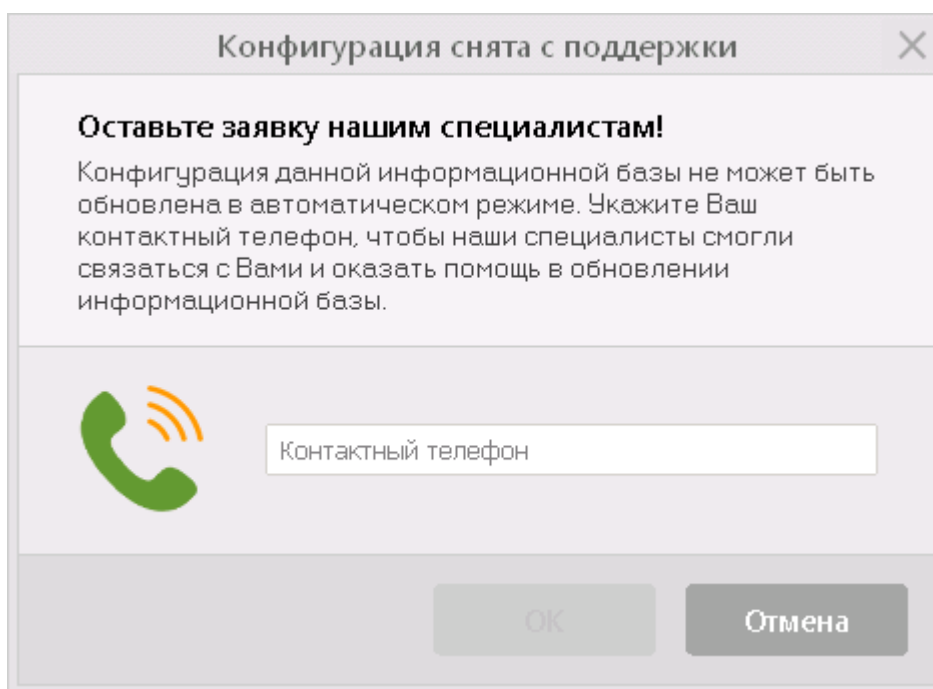 Конфигурация снята с поддержки
Оставьте заявку нашим специалистам!
Конфигурация данной информационной базы не может быть
обновлена в автоматическом режиме. Укажите Ваш
контактный телефон, чтобы наши специалисты смогли
связаться с Вами и оказать помощь в обновлении
информационной базы.
Контактный телефон
ОК
Отмена